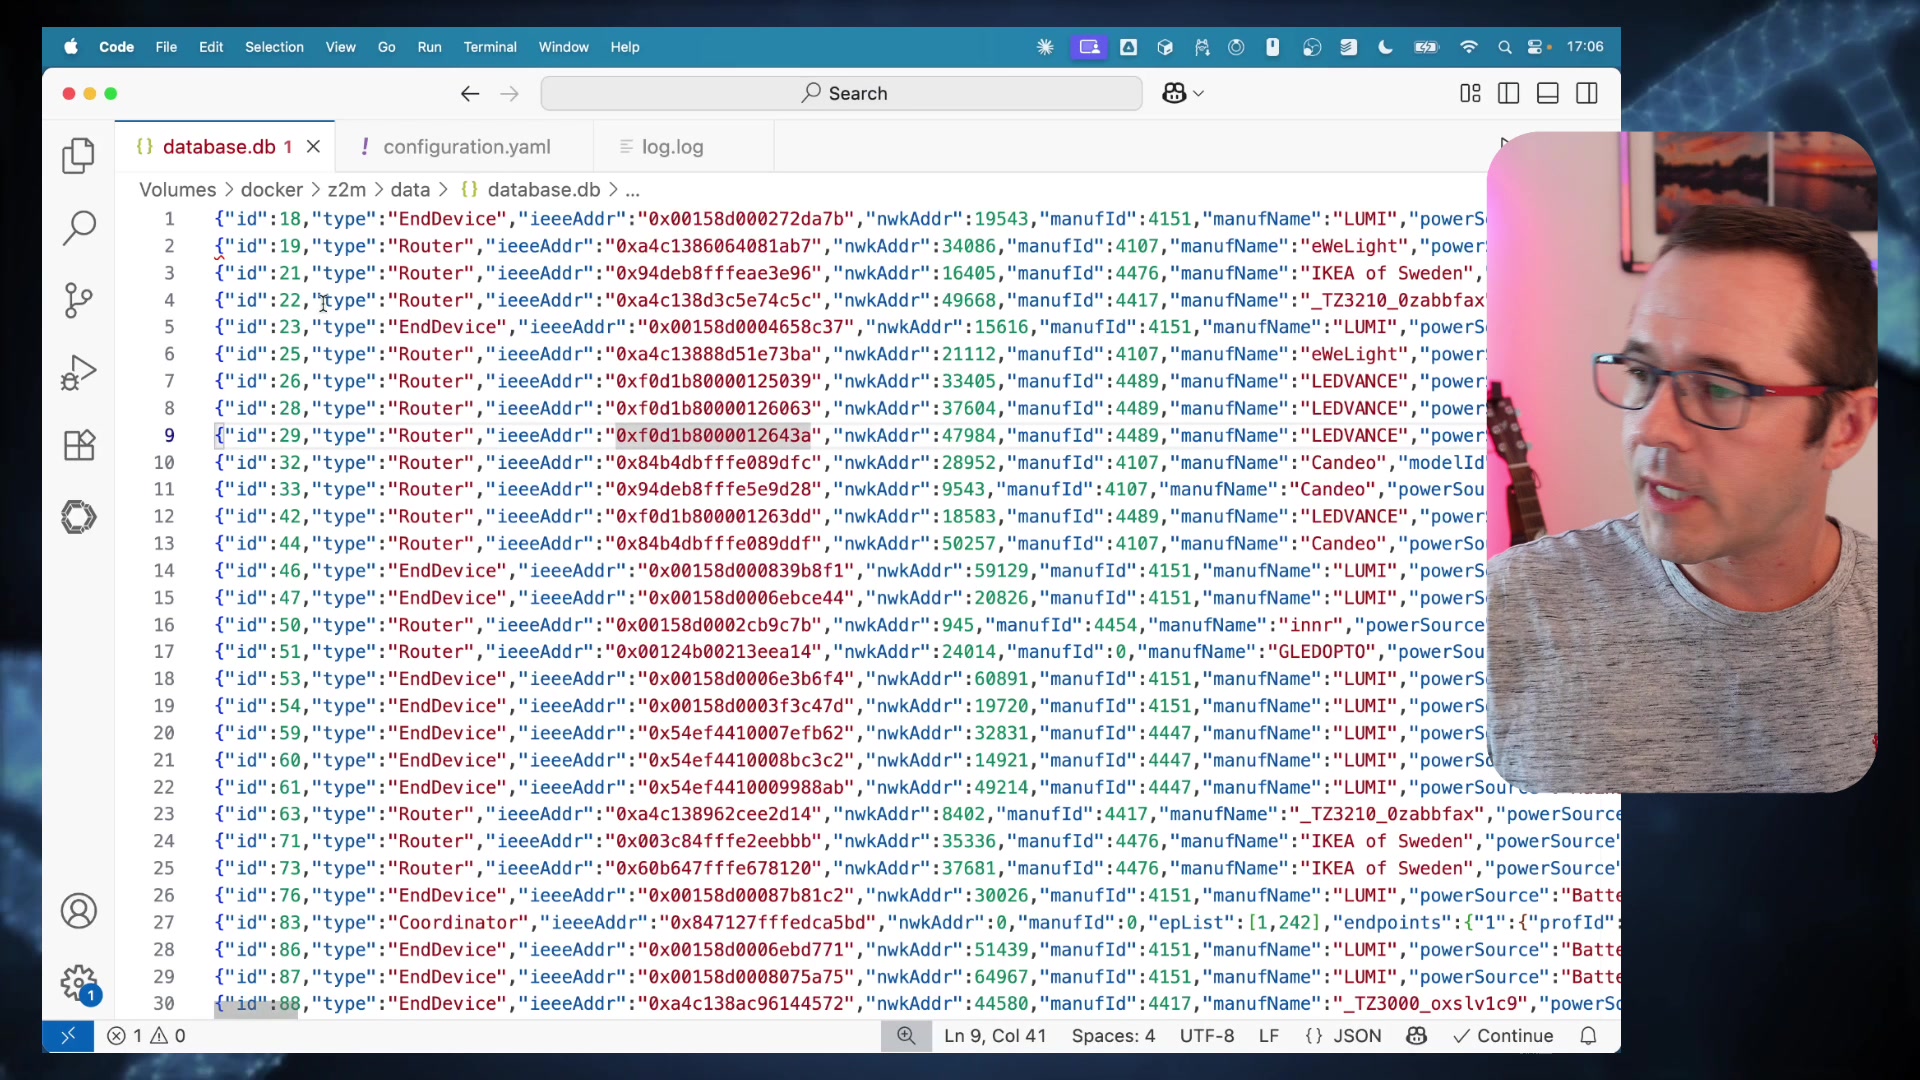 Code File Edit Selection View Go Run Terminal Window Help 17:06
Search
{} database.db 1 ! configuration.yaml log.log
Volumes > docker > z2m > data > {} database.db > ...
1 {"id":18,"type":"EndDevice","ieeeAddr":"0x00158d000272da7b","nwkAddr":19543,"manufId":4151,"manufName":"LUMI","powerSo
2 {"id":19,"type":"Router","ieeeAddr":"0xa4c1386064081ab7","nwkAddr":34086,"manufId":4107,"manufName":"eWeLight","power
3 {"id":21,"type":"Router","ieeeAddr":"0x94deb8fffeae3e96","nwkAddr":16405,"manufId":4476,"manufName":"IKEA of Sweden","
4 {"id":22,"type":"Router","ieeeAddr":"0xa4c138d3c5e74c5c","nwkAddr":49668,"manufId":4417,"manufName":"_TZ3210_0zabbfax"
5 {"id":23,"type":"EndDevice","ieeeAddr":"0x00158d0004658c37","nwkAddr":15616,"manufId":4151,"manufName":"LUMI","powerSo
6 {"id":25,"type":"Router","ieeeAddr":"0xa4c13888d51e73ba","nwkAddr":21112,"manufId":4107,"manufName":"eWeLight","power
7 {"id":26,"type":"Router","ieeeAddr":"0xf0d1b80000125039","nwkAddr":33405,"manufId":4489,"manufName":"LEDVANCE","power
8 {"id":28,"type":"Router","ieeeAddr":"0xf0d1b80000126063","nwkAddr":37604,"manufId":4489,"manufName":"LEDVANCE","power
9 {"id":29,"type":"Router","ieeeAddr":"0xf0d1b8000012643a","nwkAddr":47984,"manufId":4489,"manufName":"LEDVANCE","power
10 {"id":32,"type":"Router","ieeeAddr":"0x84b4dbfffe089dfc","nwkAddr":28952,"manufId":4107,"manufName":"Candeo","modelId
11 {"id":33,"type":"Router","ieeeAddr":"0x94deb8fffe5e9d28","nwkAddr":9543,"manufId":4107,"manufName":"Candeo","powerSou
12 {"id":42,"type":"Router","ieeeAddr":"0xf0d1b800001263dd","nwkAddr":18583,"manufId":4489,"manufName":"LEDVANCE","power
13 {"id":44,"type":"Router","ieeeAddr":"0x84b4dbfffe089ddf","nwkAddr":50257,"manufId":4107,"manufName":"Candeo","powerSo
14 {"id":46,"type":"EndDevice","ieeeAddr":"0x00158d000839b8f1","nwkAddr":59129,"manufId":4151,"manufName":"LUMI","powerS
15 {"id":47,"type":"EndDevice","ieeeAddr":"0x00158d0006ebce44","nwkAddr":20826,"manufId":4151,"manufName":"LUMI","powerS
16 {"id":50,"type":"Router","ieeeAddr":"0x00158d0002cb9c7b","nwkAddr":945,"manufId":4454,"manufName":"innr","powerSource"
17 {"id":51,"type":"Router","ieeeAddr":"0x00124b00213eea14","nwkAddr":24014,"manufId":0,"manufName":"GLEDOPTO","powerSou
18 {"id":53,"type":"EndDevice","ieeeAddr":"0x00158d0006e3b6f4","nwkAddr":60891,"manufId":4151,"manufName":"LUMI","powerS
19 {"id":54,"type":"EndDevice","ieeeAddr":"0x00158d0003f3c47d","nwkAddr":19720,"manufId":4151,"manufName":"LUMI","powerS
20 {"id":59,"type":"EndDevice","ieeeAddr":"0x54ef4410007efb62","nwkAddr":32831,"manufId":4447,"manufName":"LUMI","powerS
21 {"id":60,"type":"EndDevice","ieeeAddr":"0x54ef4410008bc3c2","nwkAddr":14921,"manufId":4447,"manufName":"LUMI","powerS
22 {"id":61,"type":"EndDevice","ieeeAddr":"0x54ef4410009988ab","nwkAddr":49214,"manufId":4447,"manufName":"LUMI","powerSource"
23 {"id":63,"type":"Router","ieeeAddr":"0xa4c138962cee2d14","nwkAddr":8402,"manufId":4417,"manufName":"_TZ3210_0zabbfax","powerSource
24 {"id":71,"type":"Router","ieeeAddr":"0x003c84fffe2eebbb","nwkAddr":35336,"manufId":4476,"manufName":"IKEA of Sweden","powerSource"
25 {"id":73,"type":"Router","ieeeAddr":"0x60b647fffe678120","nwkAddr":37681,"manufId":4476,"manufName":"IKEA of Sweden","powerSource"
26 {"id":76,"type":"EndDevice","ieeeAddr":"0x00158d00087b81c2","nwkAddr":30026,"manufId":4151,"manufName":"LUMI","powerSource":"Batte
27 {"id":83,"type":"Coordinator","ieeeAddr":"0x847127fffedca5bd","nwkAddr":0,"manufId":0,"epList":[1,242],"endpoints":{"1":{"profId":
28 {"id":86,"type":"EndDevice","ieeeAddr":"0x00158d0006ebd771","nwkAddr":51439,"manufId":4151,"manufName":"LUMI","powerSource":"Batte
29 {"id":87,"type":"EndDevice","ieeeAddr":"0x00158d0008075a75","nwkAddr":64967,"manufId":4151,"manufName":"LUMI","powerSource":"Batte
30 {"id":88,"type":"EndDevice","ieeeAddr":"0xa4c138ac96144572","nwkAddr":44580,"manufId":4417,"manufName":"_TZ3000_oxslv1c9","powerSo
1
1 0 Ln 9, Col 41 Spaces: 4 UTF-8 LF {} JSON Continue